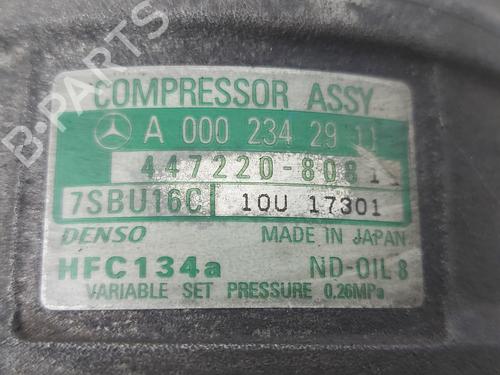 B-PARTS
COMPRESSOR ASSY
A 000 234 29 11
447220-8081
7SBU16C 10U 17301
DENSO MADE IN JAPAN
HFC134a ND-OIL 8
VARIABLE SET PRESSURE 0.26MPa